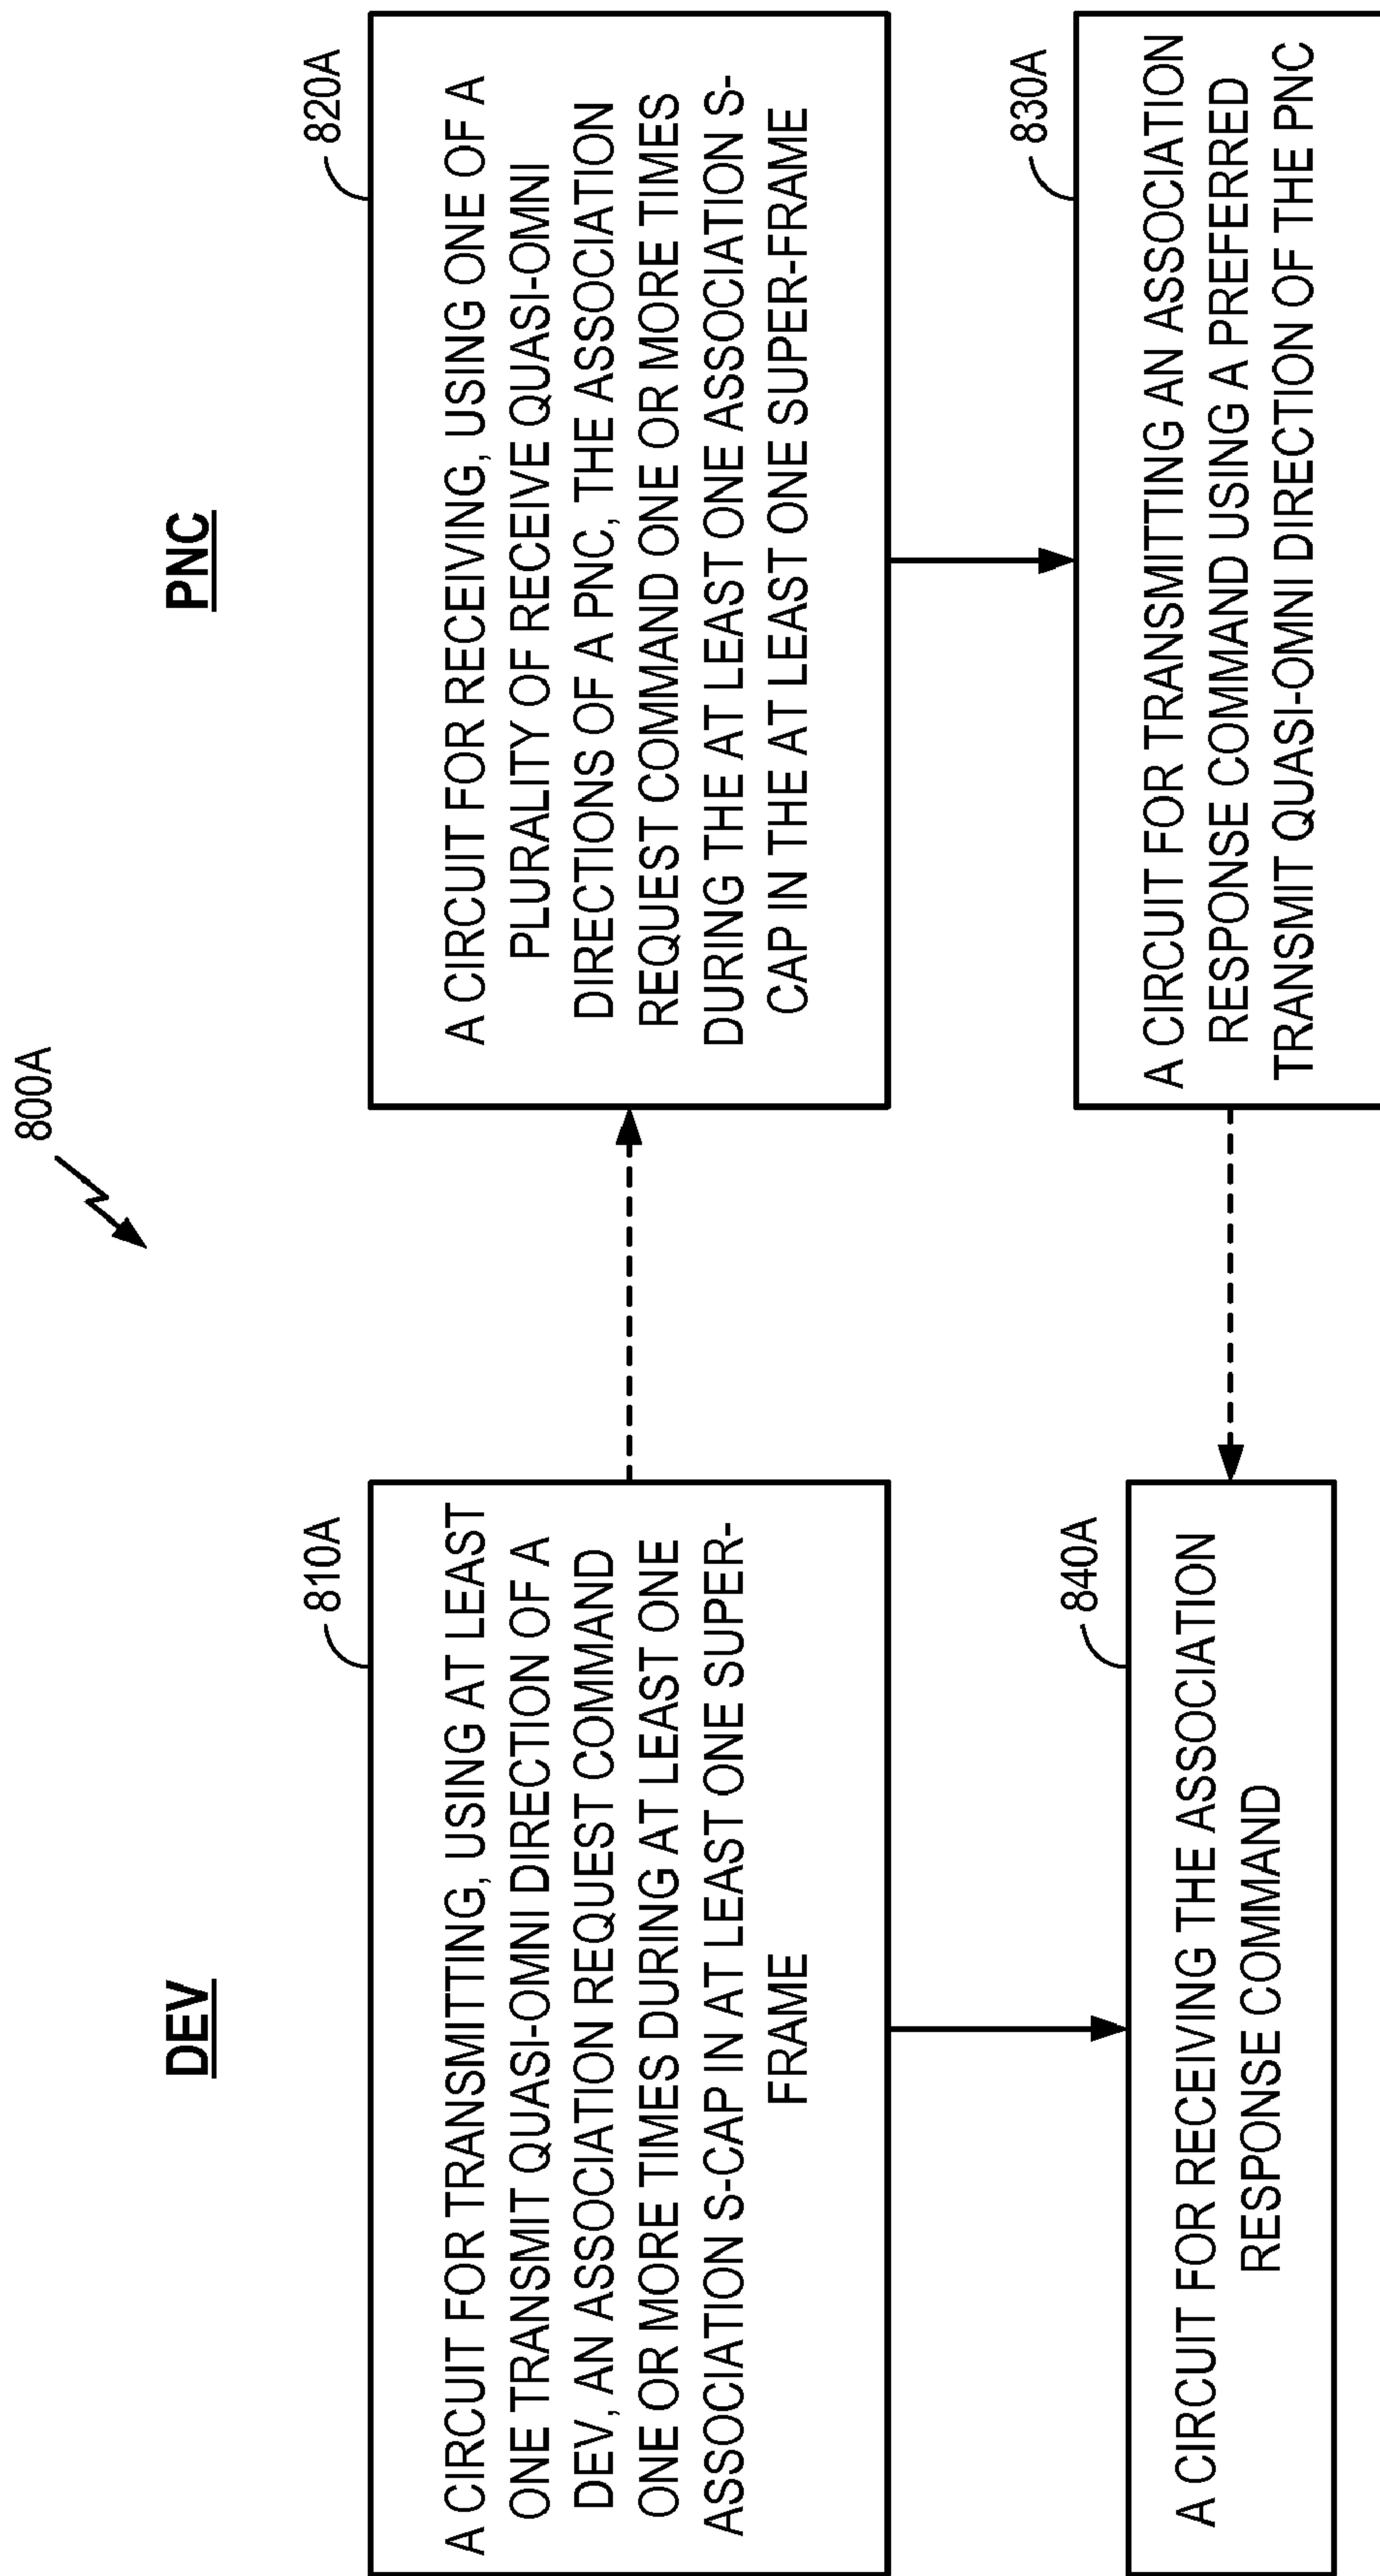 800A
DEV
PNC
810A
A CIRCUIT FOR TRANSMITTING, USING AT LEAST
ONE TRANSMIT QUASI-OMNI DIRECTION OF A
DEV, AN ASSOCIATION REQUEST COMMAND
ONE OR MORE TIMES DURING AT LEAST ONE
ASSOCIATION S-CAP IN AT LEAST ONE SUPER-
FRAME
820A
A CIRCUIT FOR RECEIVING, USING ONE OF A
PLURALITY OF RECEIVE QUASI-OMNI
DIRECTIONS OF A PNC, THE ASSOCIATION
REQUEST COMMAND ONE OR MORE TIMES
DURING THE AT LEAST ONE ASSOCIATION S-
CAP IN THE AT LEAST ONE SUPER-FRAME
840A
A CIRCUIT FOR RECEIVING THE ASSOCIATION
RESPONSE COMMAND
830A
A CIRCUIT FOR TRANSMITTING AN ASSOCIATION
RESPONSE COMMAND USING A PREFERRED
TRANSMIT QUASI-OMNI DIRECTION OF THE PNC